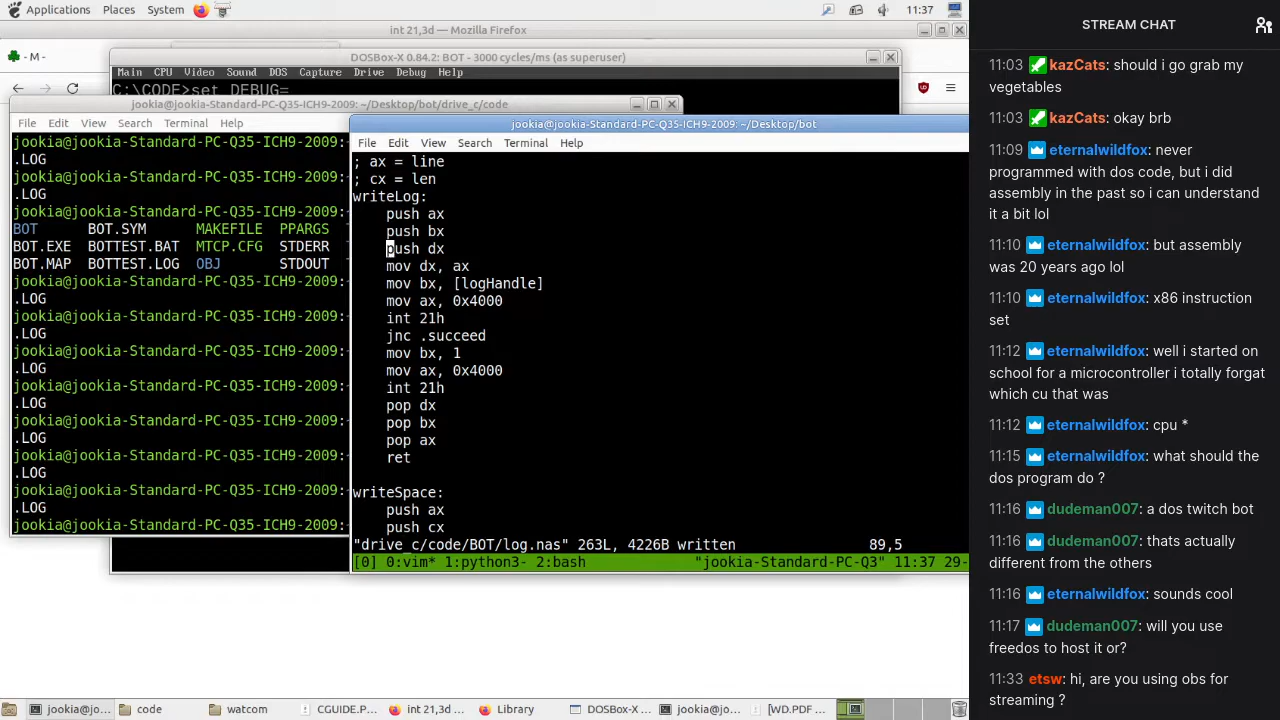 Applications Places System 11:37
int 21,3d — Mozilla Firefox
- M -
DOSBox-X 0.84.2: BOT - 3000 cycles/ms (as superuser)
Main CPU Video Sound DOS Capture Drive Debug Help
C:\CODE>set DEBUG=
jookia@jookia-Standard-PC-Q35-ICH9-2009: ~/Desktop/bot/drive_c/code
File Edit View Search Terminal Help
jookia@jookia-Standard-PC-Q35-ICH9-2009:
.LOG
jookia@jookia-Standard-PC-Q35-ICH9-2009:
.LOG
jookia@jookia-Standard-PC-Q35-ICH9-2009:
BOT BOT.SYM MAKEFILE PPARGS
BOT.EXE BOTTEST.BAT MTCP.CFG STDERR
BOT.MAP BOTTEST.LOG OBJ STDOUT
jookia@jookia-Standard-PC-Q35-ICH9-2009:
.LOG
jookia@jookia-Standard-PC-Q35-ICH9-2009:
.LOG
jookia@jookia-Standard-PC-Q35-ICH9-2009:
.LOG
jookia@jookia-Standard-PC-Q35-ICH9-2009:
.LOG
jookia@jookia-Standard-PC-Q35-ICH9-2009:
.LOG
jookia@jookia-Standard-PC-Q35-ICH9-2009:
.LOG
jookia@jookia-Standard-PC-Q35-ICH9-2009:
.LOG
jookia@jookia-Standard-PC-Q35-ICH9-2009:
jookia@jookia-Standard-PC-Q35-ICH9-2009: ~/Desktop/bot
File Edit View Search Terminal Help
; ax = line
; cx = len
writeLog:
push ax
push bx
push dx
mov dx, ax
mov bx, [logHandle]
mov ax, 0x4000
int 21h
jnc .succeed
mov bx, 1
mov ax, 0x4000
int 21h
pop dx
pop bx
pop ax
ret
writeSpace:
push ax
push cx
"drive_c/code/BOT/log.nas" 263L, 4226B written 89,5
[0] 0:vim* 1:python3- 2:bash "jookia-Standard-PC-Q3" 11:37 29-
jookia@jo... code watcom CGUIDE.P... int 21,3d ... Library DOSBox-X ... jookia@jo... [WD.PDF ...
STREAM CHAT
11:03 kazCats: should i go grab my
vegetables
11:03 kazCats: okay brb
11:09 eternalwildfox: never
programmed with dos code, but i did
assembly in the past so i can understand
it a bit lol
11:10 eternalwildfox: but assembly
was 20 years ago lol
11:10 eternalwildfox: x86 instruction
set
11:12 eternalwildfox: well i started on
school for a microcontroller i totally forgat
which cu that was
11:12 eternalwildfox: cpu *
11:15 eternalwildfox: what should the
dos program do ?
11:16 dudeman007: a dos twitch bot
11:16 dudeman007: thats actually
different from the others
11:16 eternalwildfox: sounds cool
11:17 dudeman007: will you use
freedos to host it or?
11:33 etsw: hi, are you using obs for
streaming ?